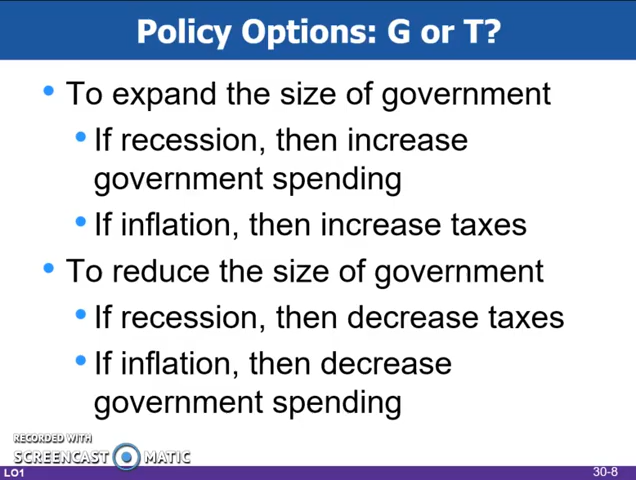 Policy Options: G or T?
• To expand the size of government
• If recession, then increase
government spending
• If inflation, then increase taxes
• To reduce the size of government
• If recession, then decrease taxes
• If inflation, then decrease
government spending
RECORDED WITH
SCREENCAST MATIC
LO1
30-8